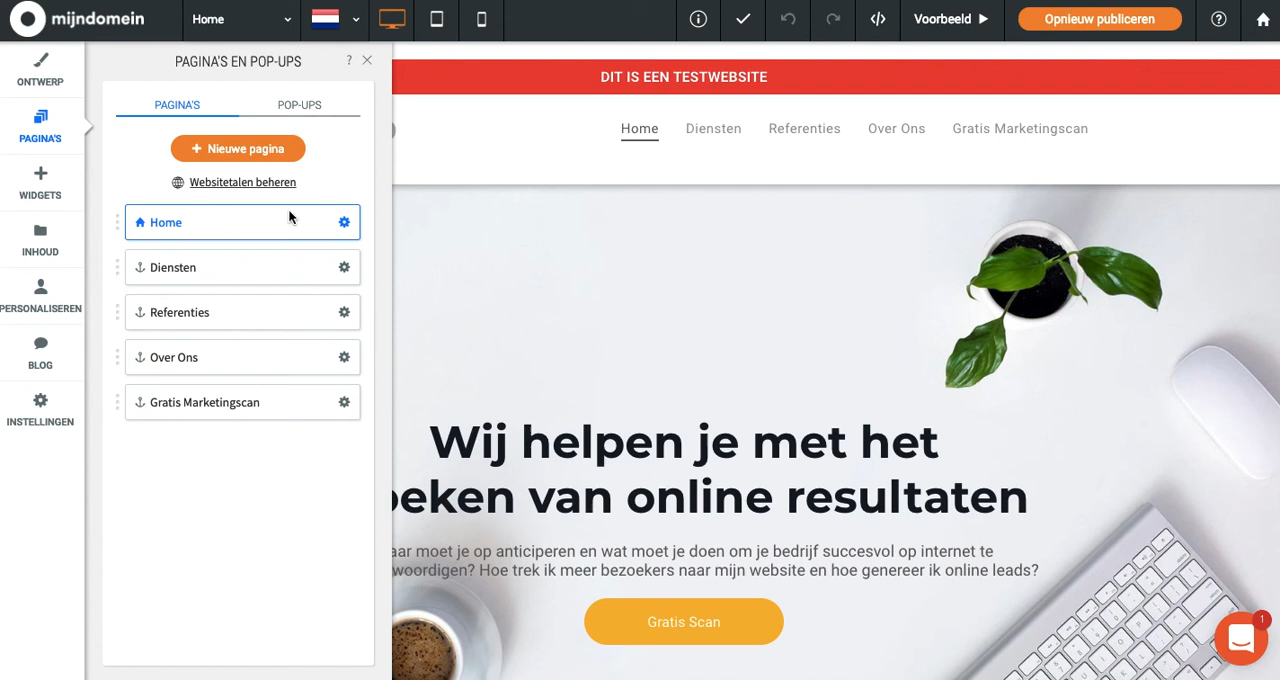 mijndomein
Home
Voorbeeld
Opnieuw publiceren
ONTWERP
PAGINA'S
WIDGETS
INHOUD
PERSONALISEREN
BLOG
INSTELLINGEN
PAGINA'S EN POP-UPS
?
PAGINA'S
POP-UPS
+ Nieuwe pagina
Websitetalen beheren
Home
Diensten
Referenties
Over Ons
Gratis Marketingscan
DIT IS EEN TESTWEBSITE
Home Diensten Referenties Over Ons Gratis Marketingscan
Wij helpen je met het
van online resultaten
moet je op anticiperen en wat moet je doen om je bedrijf succesvol op internet te
Hoe trek ik meer bezoekers naar mijn website en hoe genereer ik online leads?
Gratis Scan
1